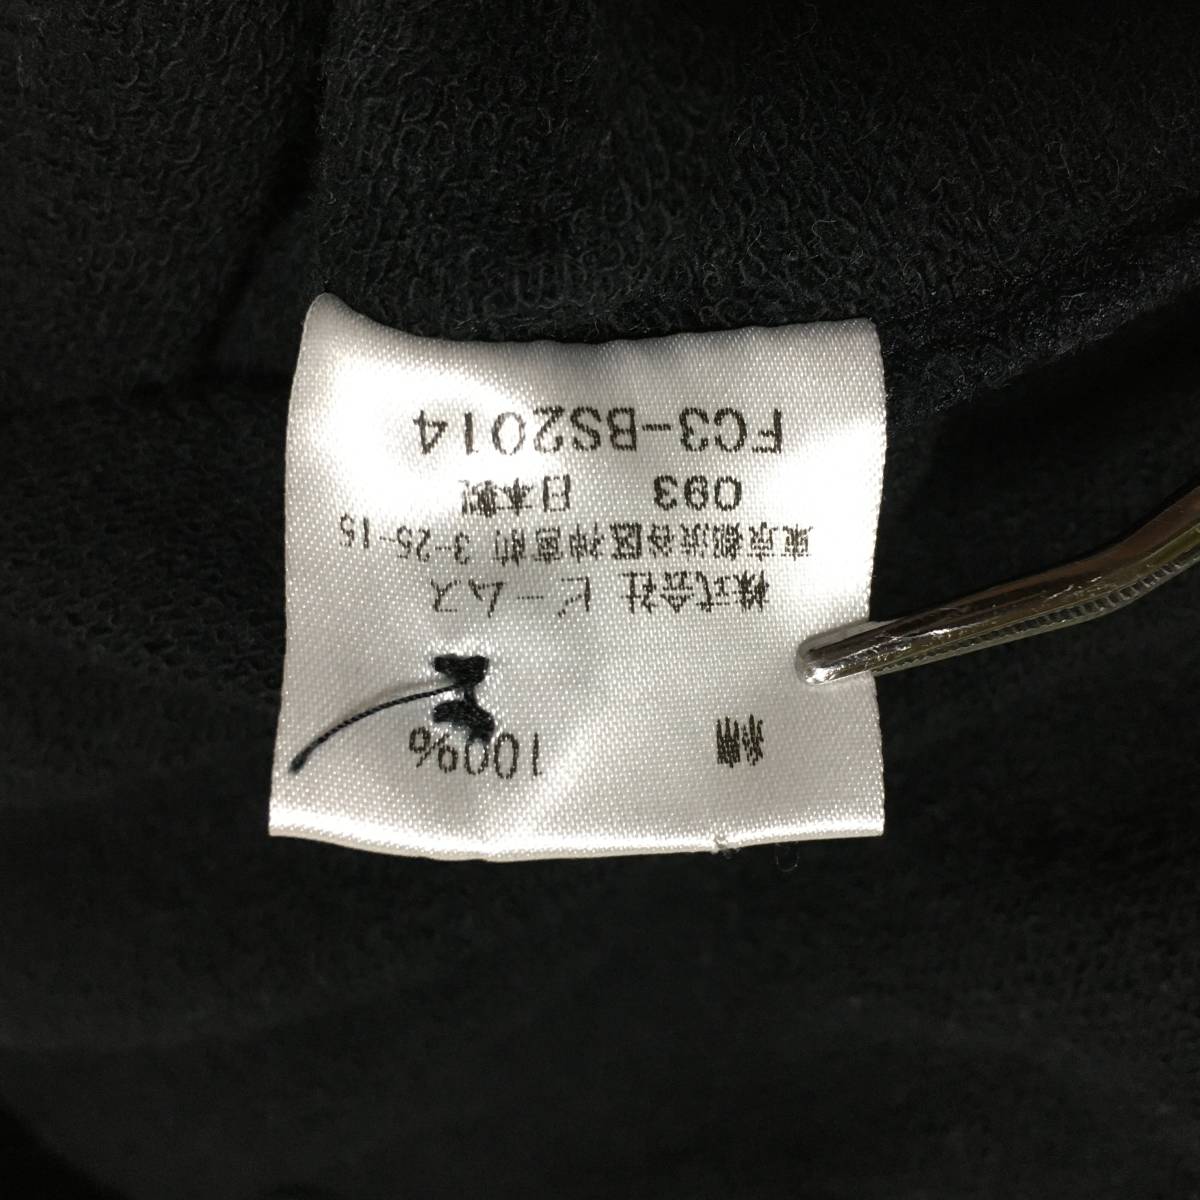 綿 100%
株式会社 ビームス
東京都渋谷区神宮前 3-25-15
093 日本製
FC3-BS2014